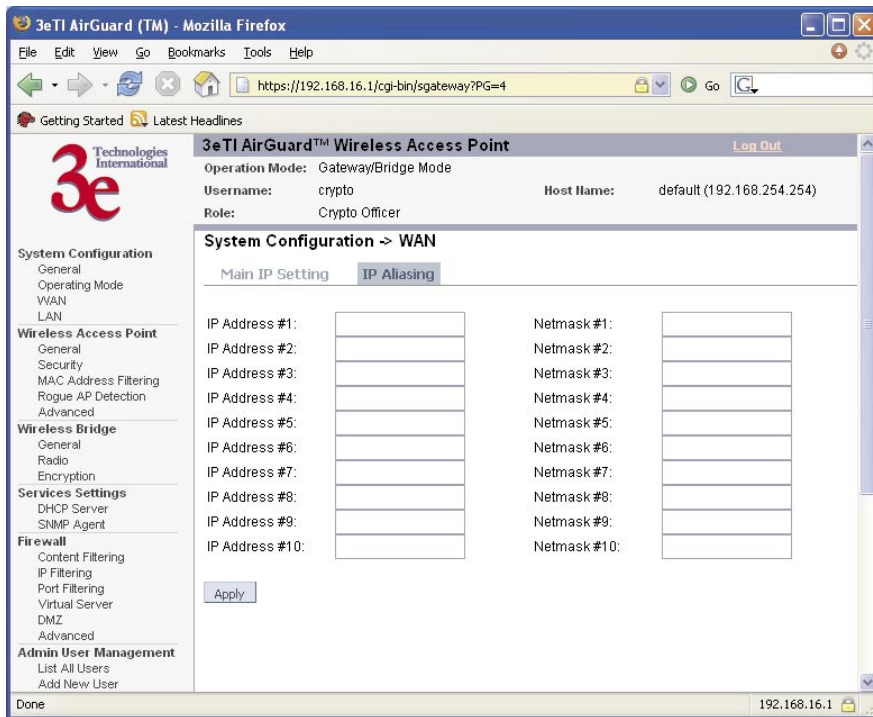 3eTI AirGuard (TM) - Mozilla Firefox
File Edit View Go Bookmarks Tools Help
https://192.168.16.1/cgi-bin/sgateway?PG=4 Go G
Getting Started Latest Headlines
3e Technologies International
3eTI AirGuard™ Wireless Access Point Log Out
Operation Mode: Gateway/Bridge Mode
Username: crypto Host Name: default (192.168.254.254)
Role: Crypto Officer
System Configuration
General
Operating Mode
WAN
LAN
Wireless Access Point
General
Security
MAC Address Filtering
Rogue AP Detection
Advanced
Wireless Bridge
General
Radio
Encryption
Services Settings
DHCP Server
SNMP Agent
Firewall
Content Filtering
IP Filtering
Port Filtering
Virtual Server
DMZ
Advanced
Admin User Management
List All Users
Add New User
System Configuration -> WAN
Main IP Setting IP Aliasing
IP Address #1: Netmask #1:
IP Address #2: Netmask #2:
IP Address #3: Netmask #3:
IP Address #4: Netmask #4:
IP Address #5: Netmask #5:
IP Address #6: Netmask #6:
IP Address #7: Netmask #7:
IP Address #8: Netmask #8:
IP Address #9: Netmask #9:
IP Address #10: Netmask #10:
Apply
Done 192.168.16.1